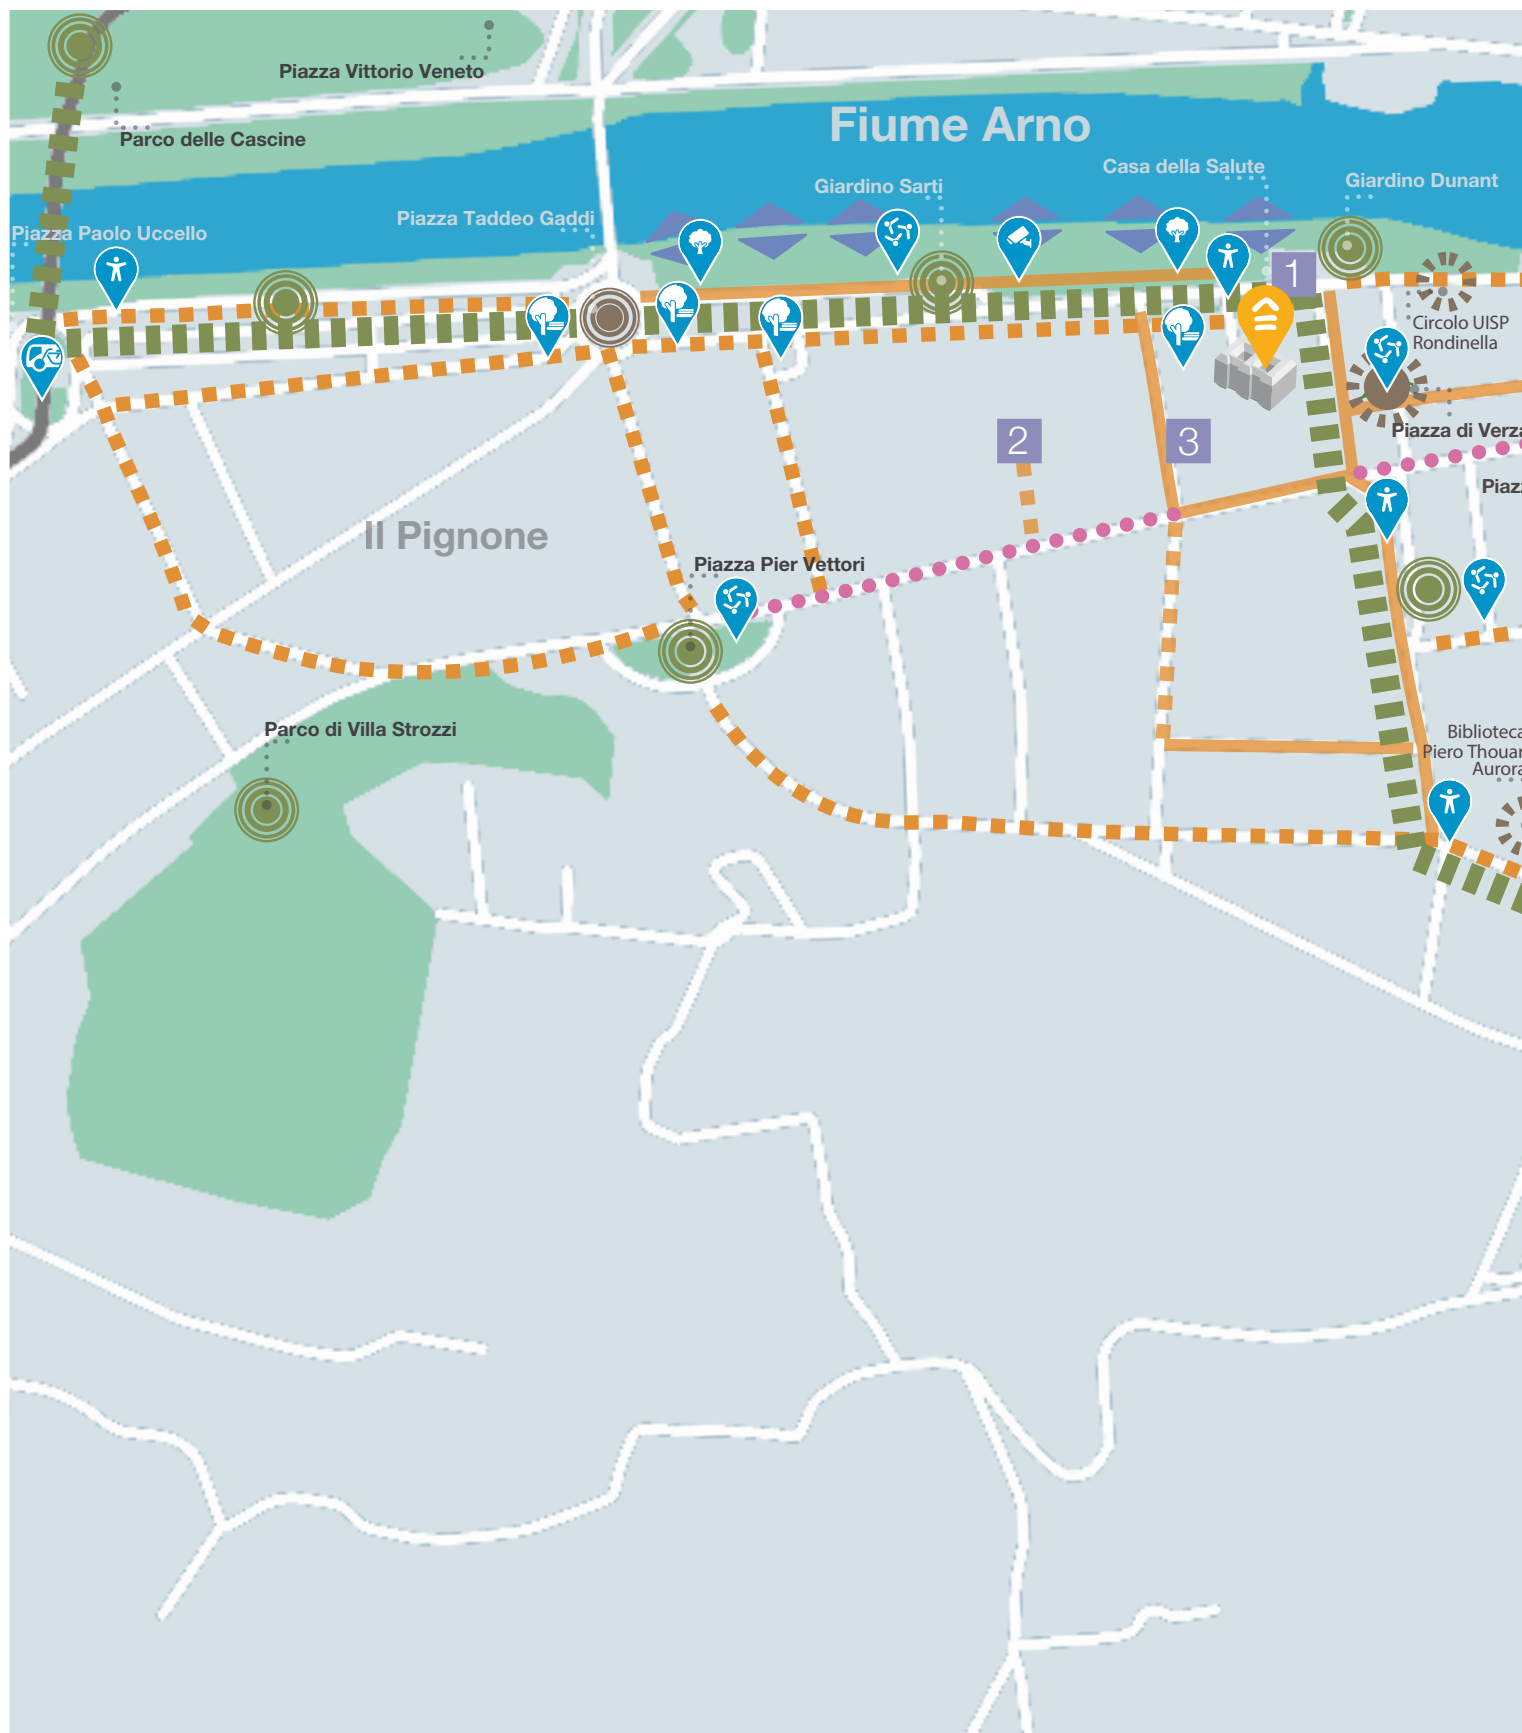 Piazza Vittorio Veneto
Parco delle Cascine
Fiume Arno
Casa della Salute
Giardino Sarti
Giardino Dunant
Piazza Taddeo Gaddi
Piazza Paolo Uccello
1
Circolo UISP
Rondinella
2
3
Piazza di Verza
Piaz
Il Pignone
Piazza Pier Vettori
Parco di Villa Strozzi
Biblioteca
Piero Thouar
Aurora